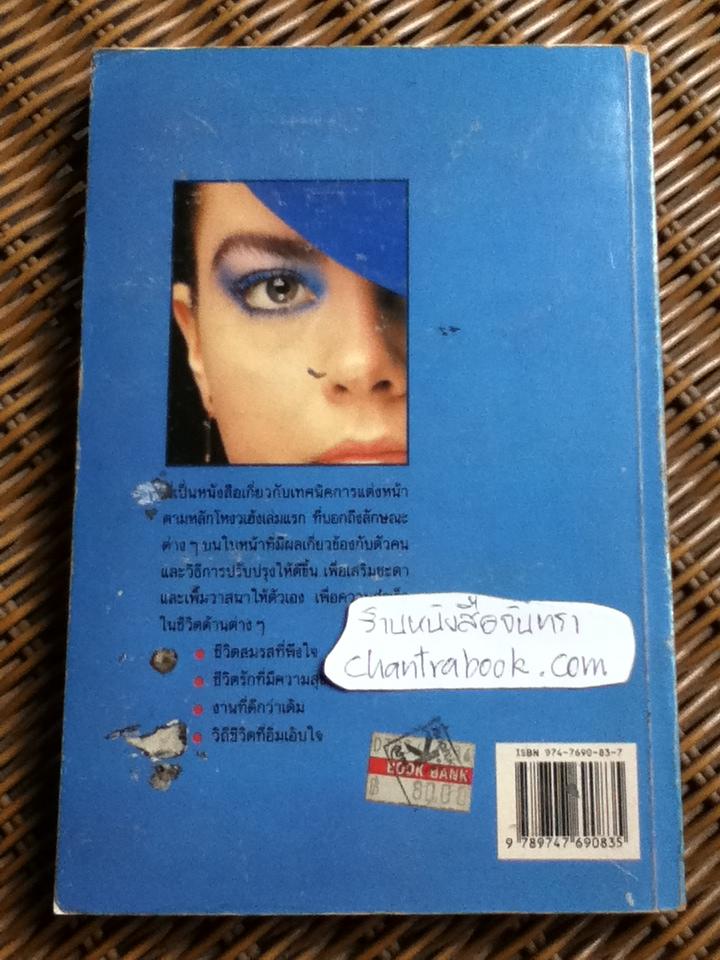 เป็นหนังสือเกี่ยวกับเทคนิคการแต่งหน้า
ตามหลักโหงวเฮ้งเล่มแรก ที่บอกถึงลักษณะ
ต่าง ๆ บนใบหน้าที่มีผลเกี่ยวข้องกับตัวคน
และวิธีการปรับปรุงให้ดีขึ้น เพื่อเสริมชะตา
และเพิ่มวาสนาให้ตัวเอง เพื่อ
ในชีวิตด้านต่าง ๆ
ชีวิตสมรสที่พึงใจ
ชีวิตรักที่มีความ
งานที่ดีกว่าเดิม
วิถีชีวิตที่อิ่มเอิบใจ
ร้านหนังสือจันทรา
chantrabook.com
BOOK BANK
฿ 80.00
ISBN 974-7690-83-7
9 789747 690835